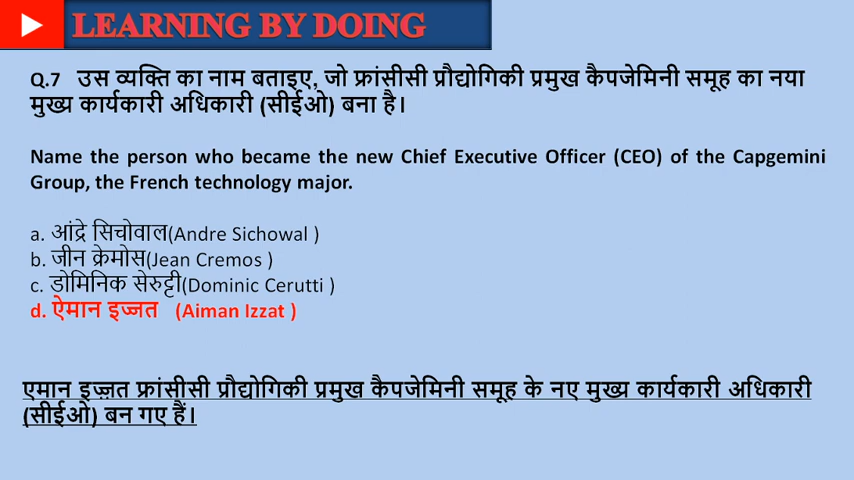 LEARNING BY DOING
Q.7 उस व्यक्ति का नाम बताइए, जो फ्रांसीसी प्रौद्योगिकी प्रमुख कैपजेमिनी समूह का नया
मुख्य कार्यकारी अधिकारी (सीईओ) बना है।
Name the person who became the new Chief Executive Officer (CEO) of the Capgemini
Group, the French technology major.
a. आंद्रे सिचोवाल(Andre Sichowal )
b. जीन क्रेमोस(Jean Cremos )
c. डोमिनिक सेरुट्टी(Dominic Cerutti )
d. ऐमान इज्जत (Aiman Izzat )
एमान इज़्ज़त फ्रांसीसी प्रौद्योगिकी प्रमुख कैपजेमिनी समूह के नए मुख्य कार्यकारी अधिकारी
(सीईओ) बन गए हैं।